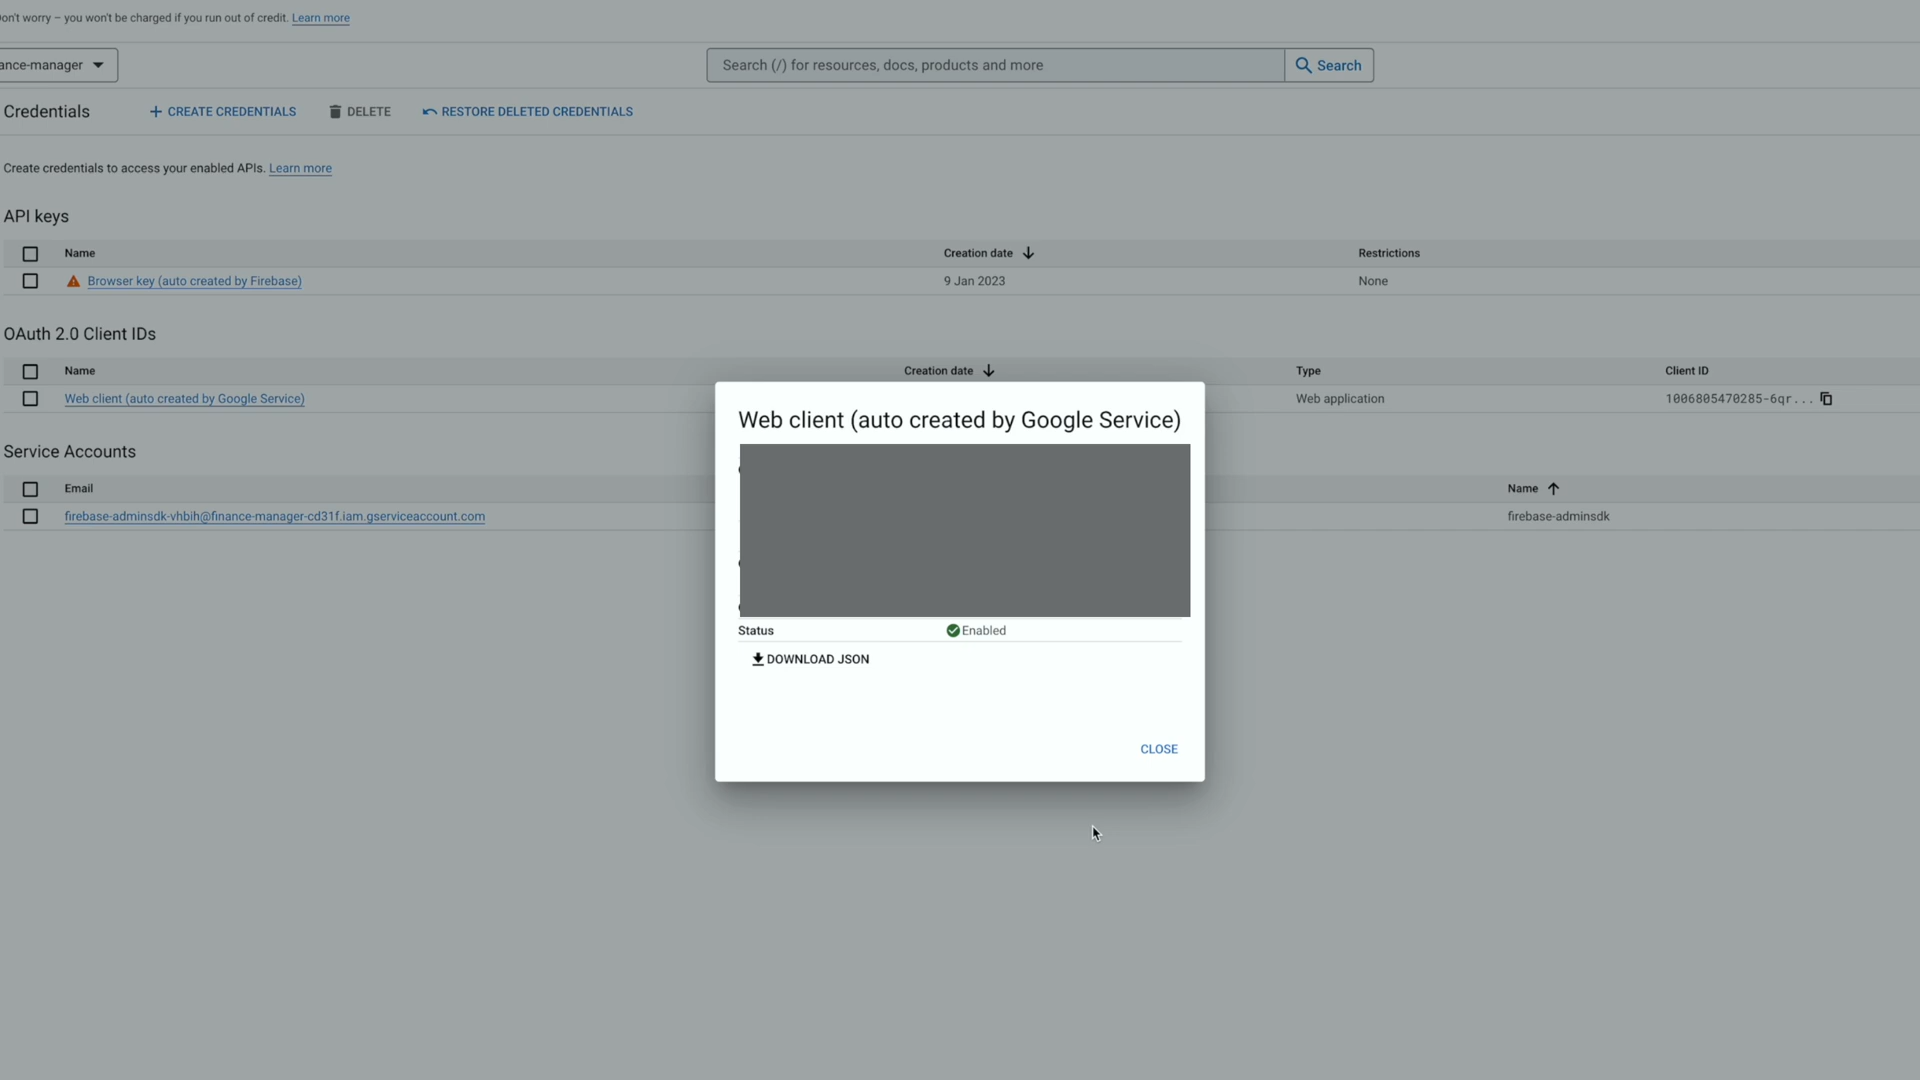 on't worry – you won't be charged if you run out of credit. Learn more
ance-manager
Search (/) for resources, docs, products and more
Search
Credentials
CREATE CREDENTIALS
DELETE
RESTORE DELETED CREDENTIALS
Create credentials to access your enabled APIs. Learn more
API keys
Name Creation date Restrictions
Browser key (auto created by Firebase) 9 Jan 2023 None
OAuth 2.0 Client IDs
Name Creation date Type Client ID
Web client (auto created by Google Service) Web application 1006805470285-6qr...
Service Accounts
Email Name
firebase-adminsdk-vhbih@finance-manager-cd31f.iam.gserviceaccount.com firebase-adminsdk
Web client (auto created by Google Service)
Status Enabled
DOWNLOAD JSON
CLOSE